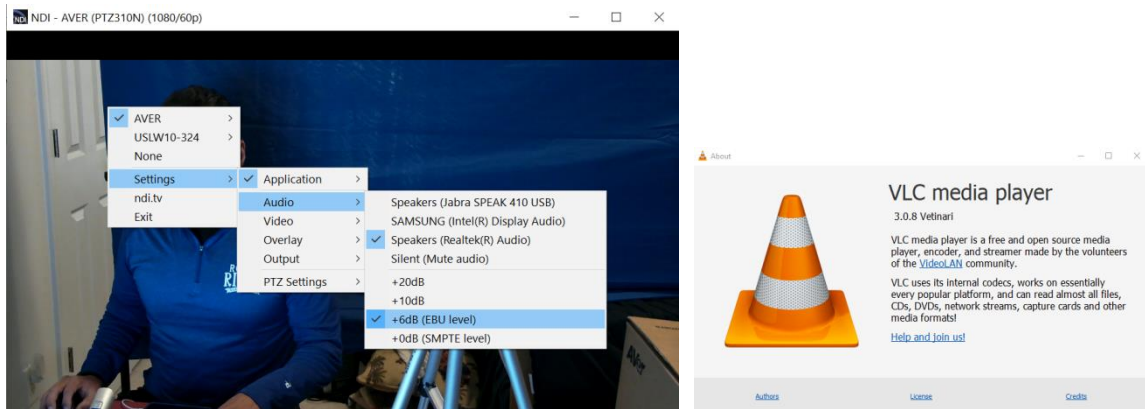 NDI - AVER (PTZ310N) (1080/60p)
AVER
USLW10-324
None
Settings
ndi.tv
Exit
Application
Audio
Video
Overlay
Output
PTZ Settings
Speakers (Jabra SPEAK 410 USB)
SAMSUNG (Intel(R) Display Audio)
Speakers (Realtek(R) Audio)
Silent (Mute audio)
+20dB
+10dB
+6dB (EBU level)
+0dB (SMPTE level)
About
VLC media player
3.0.8 Vetinari
VLC media player is a free and open source media
player, encoder, and streamer made by the volunteers
of the VideoLAN community.
VLC uses its internal codecs, works on essentially
every popular platform, and can read almost all files,
CDs, DVDs, network streams, capture cards and other
media formats!
Help and join us!
Authors
License
Credits